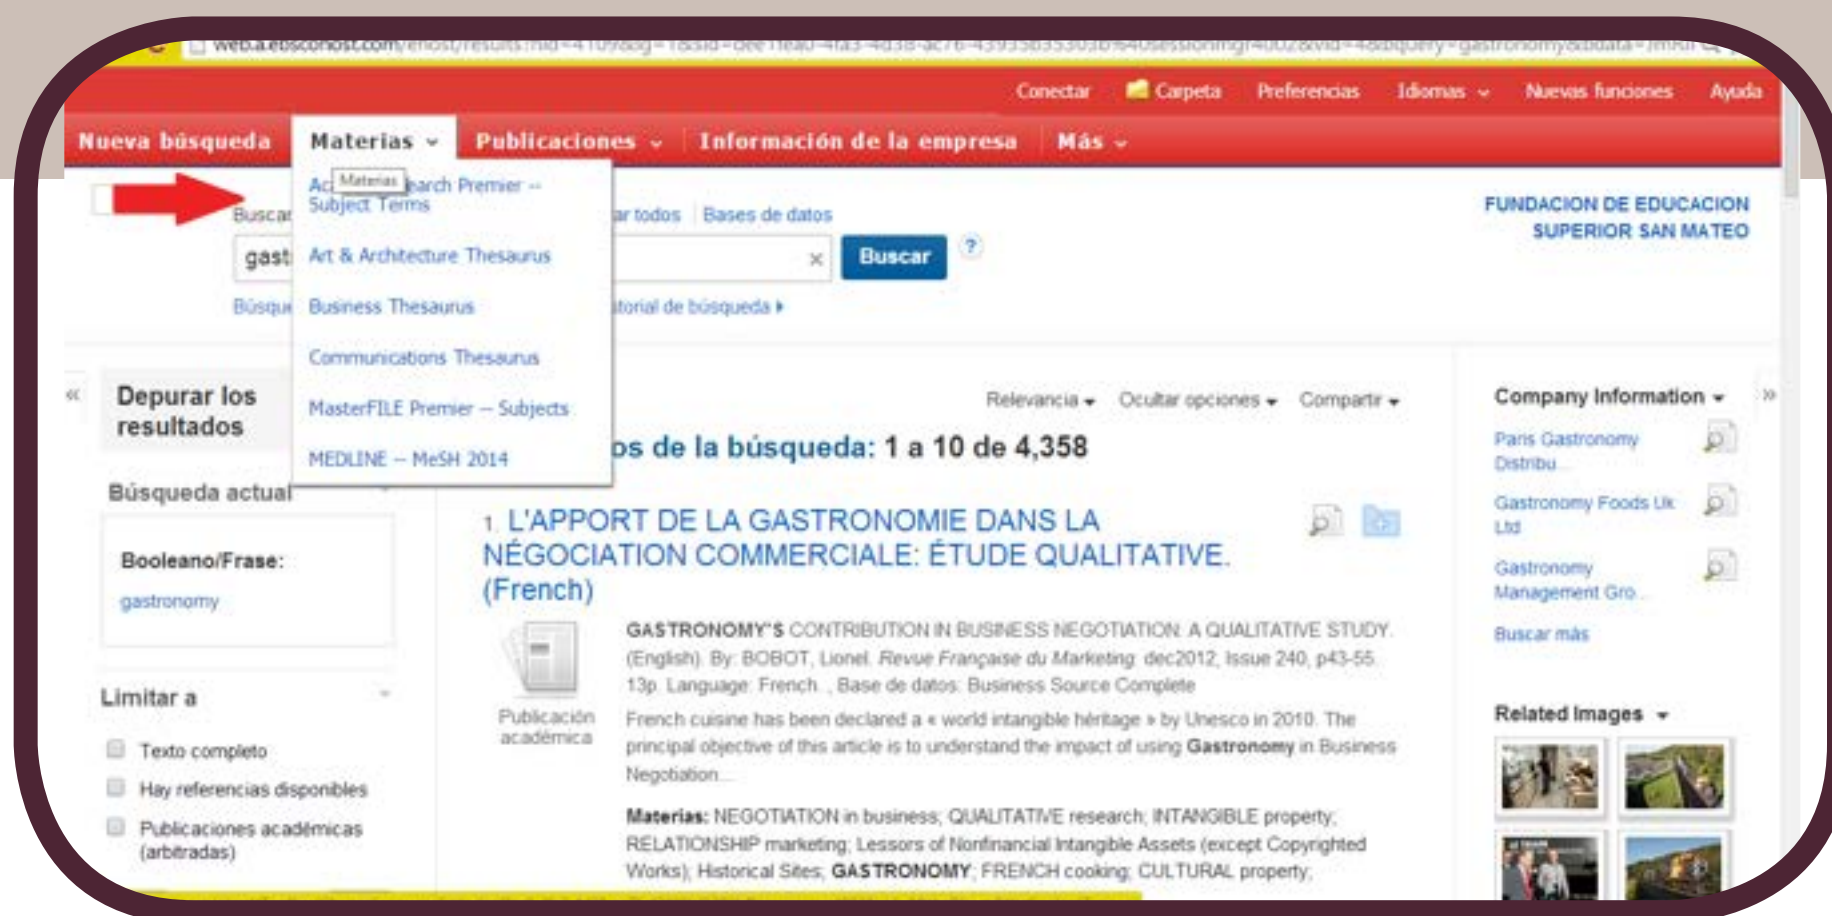 Conectar Carpeta Preferencias Idiomas Nuevas funciones Ayuda
Nueva búsqueda Materias Publicaciones Información de la empresa Más
Materias
Premier --
Subject Terms
Art & Architecture Thesaurus
Business Thesaurus
Communications Thesaurus
MasterFILE Premier -- Subjects
MEDLINE -- MeSH 2014
todos Bases de datos
Buscar ?
de búsqueda
FUNDACION DE EDUCACION
SUPERIOR SAN MATEO
Depurar los
resultados
Búsqueda actual
Booleano/Frase:
gastronomy
Limitar a
Texto completo
Hay referencias disponibles
Publicaciones académicas
(arbitradas)
Relevancia Ocultar opciones Compartir
de la búsqueda: 1 a 10 de 4,358
1. L'APPORT DE LA GASTRONOMIE DANS LA
NÉGOCIATION COMMERCIALE: ÉTUDE QUALITATIVE.
(French)
Publicación
académica
GASTRONOMY'S CONTRIBUTION IN BUSINESS NEGOTIATION: A QUALITATIVE STUDY.
(English). By: BOBOT, Lionel. Revue Française du Marketing. dec2012, Issue 240, p43-55.
13p. Language: French. , Base de datos: Business Source Complete
French cuisine has been declared a « world intangible héritage » by Unesco in 2010. The
principal objective of this article is to understand the impact of using Gastronomy in Business
Negotiation...
Materias: NEGOTIATION in business; QUALITATIVE research; INTANGIBLE property;
RELATIONSHIP marketing; Lessors of Nonfinancial Intangible Assets (except Copyrighted
Works); Historical Sites; GASTRONOMY; FRENCH cooking; CULTURAL property;
Company Information
Paris Gastronomy
Distribu...
Gastronomy Foods Uk
Ltd
Gastronomy
Management Gro...
Buscar más
Related Images